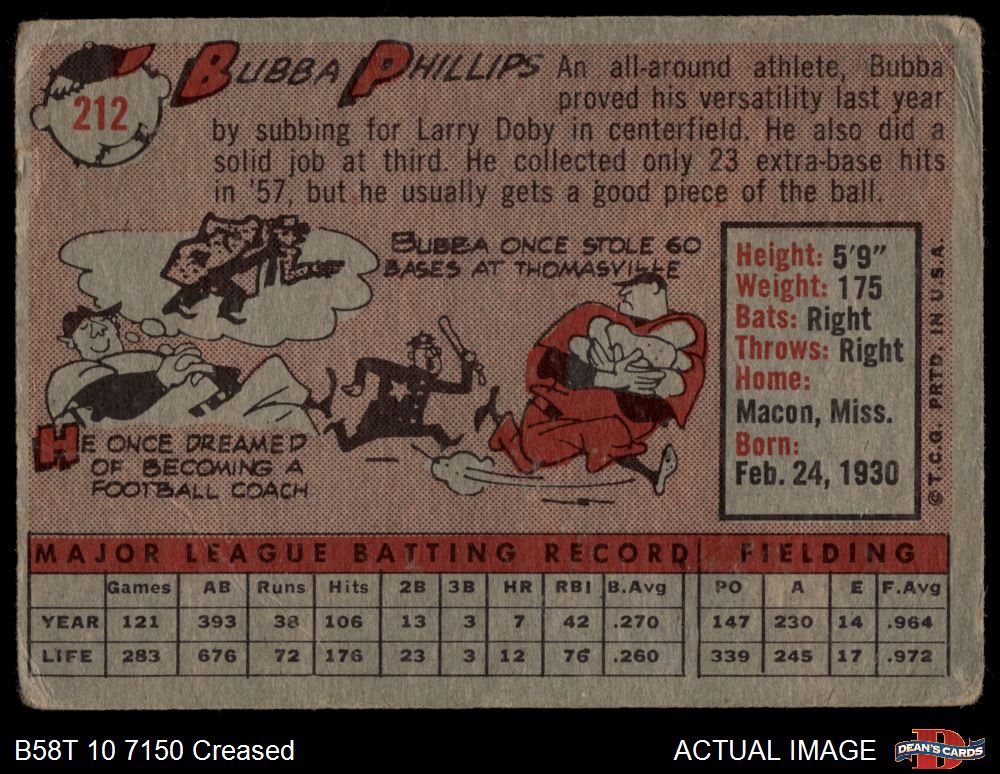 212
BUBBA PHILLIPS
An all-around athlete, Bubba
proved his versatility last year
by subbing for Larry Doby in centerfield. He also did a
solid job at third. He collected only 23 extra-base hits
in '57, but he usually gets a good piece of the ball.
BUBBA ONCE STOLE 60
BASES AT THOMASVILLE
HE ONCE DREAMED
OF BECOMING A
FOOTBALL COACH
Height: 5'9"
Weight: 175
Bats: Right
Throws: Right
Home:
Macon, Miss.
Born:
Feb. 24, 1930
©T.C.G. PRTD. IN U.S.A.
MAJOR LEAGUE BATTING RECORD FIELDING
Games AB Runs Hits 2B 3B HR RBI B.Avg PO A E F.Avg
YEAR 121 393 38 106 13 3 7 42 .270 147 230 14 .964
LIFE 283 676 72 176 23 3 12 76 .260 339 245 17 .972
B58T 10 7150 Creased
ACTUAL IMAGE
D
DEAN'S CARDS